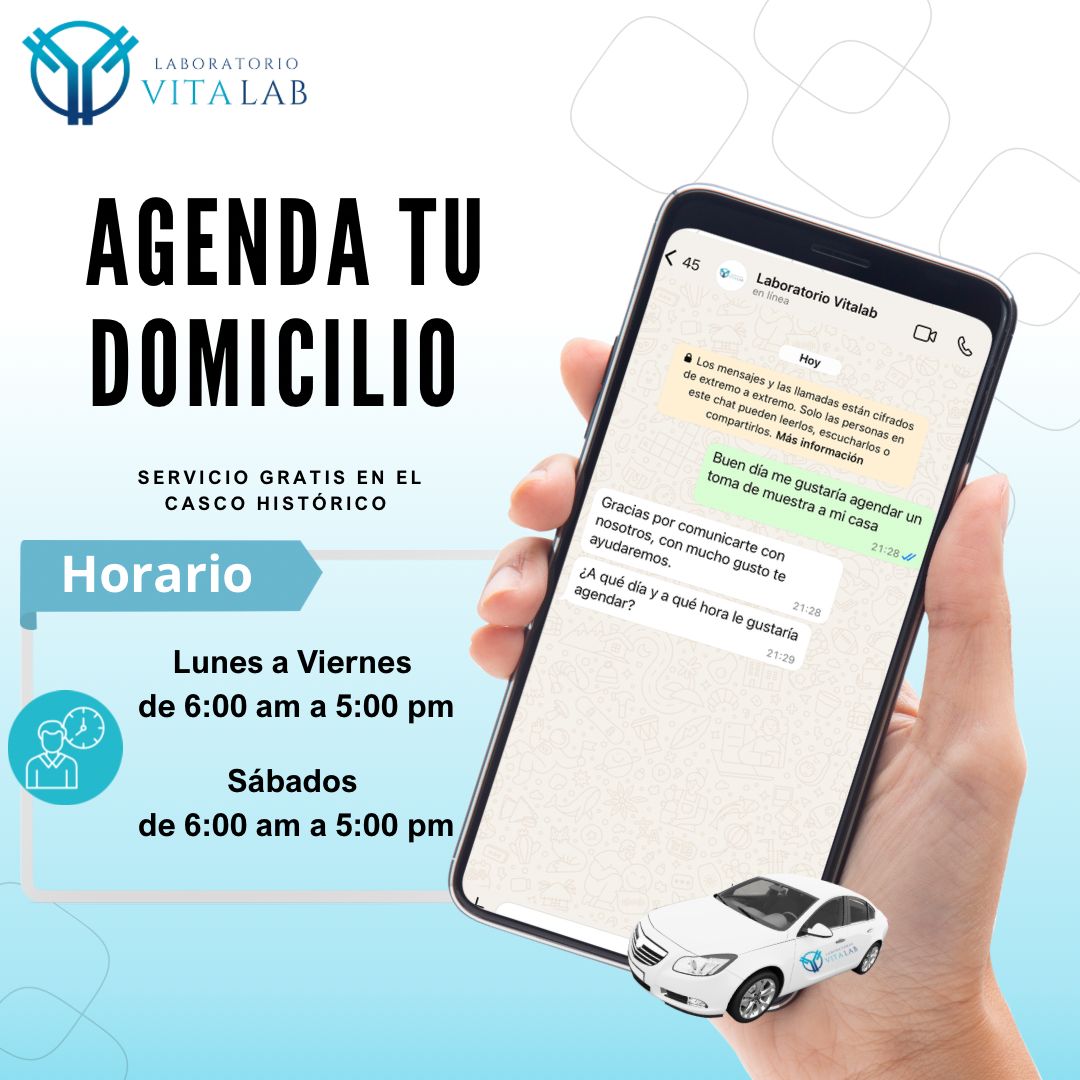 LABORATORIO
VITALAB
AGENDA TU
DOMICILIO
SERVICIO GRATIS EN EL
CASCO HISTÓRICO
Horario
Lunes a Viernes
de 6:00 am a 5:00 pm
Sábados
de 6:00 am a 5:00 pm
45
Laboratorio Vitalab
en línea
Hoy
Los mensajes y las llamadas están cifrados
de extremo a extremo. Solo las personas en
este chat pueden leerlos, escucharlos o
compartirlos. Más información
Buen día me gustaría agendar un
toma de muestra a mi casa
21:28
Gracias por comunicarte con
nosotros, con mucho gusto te
ayudaremos.
21:28
¿A qué día y a qué hora le gustaría
agendar?
21:29
LABORATORIO
VITALAB